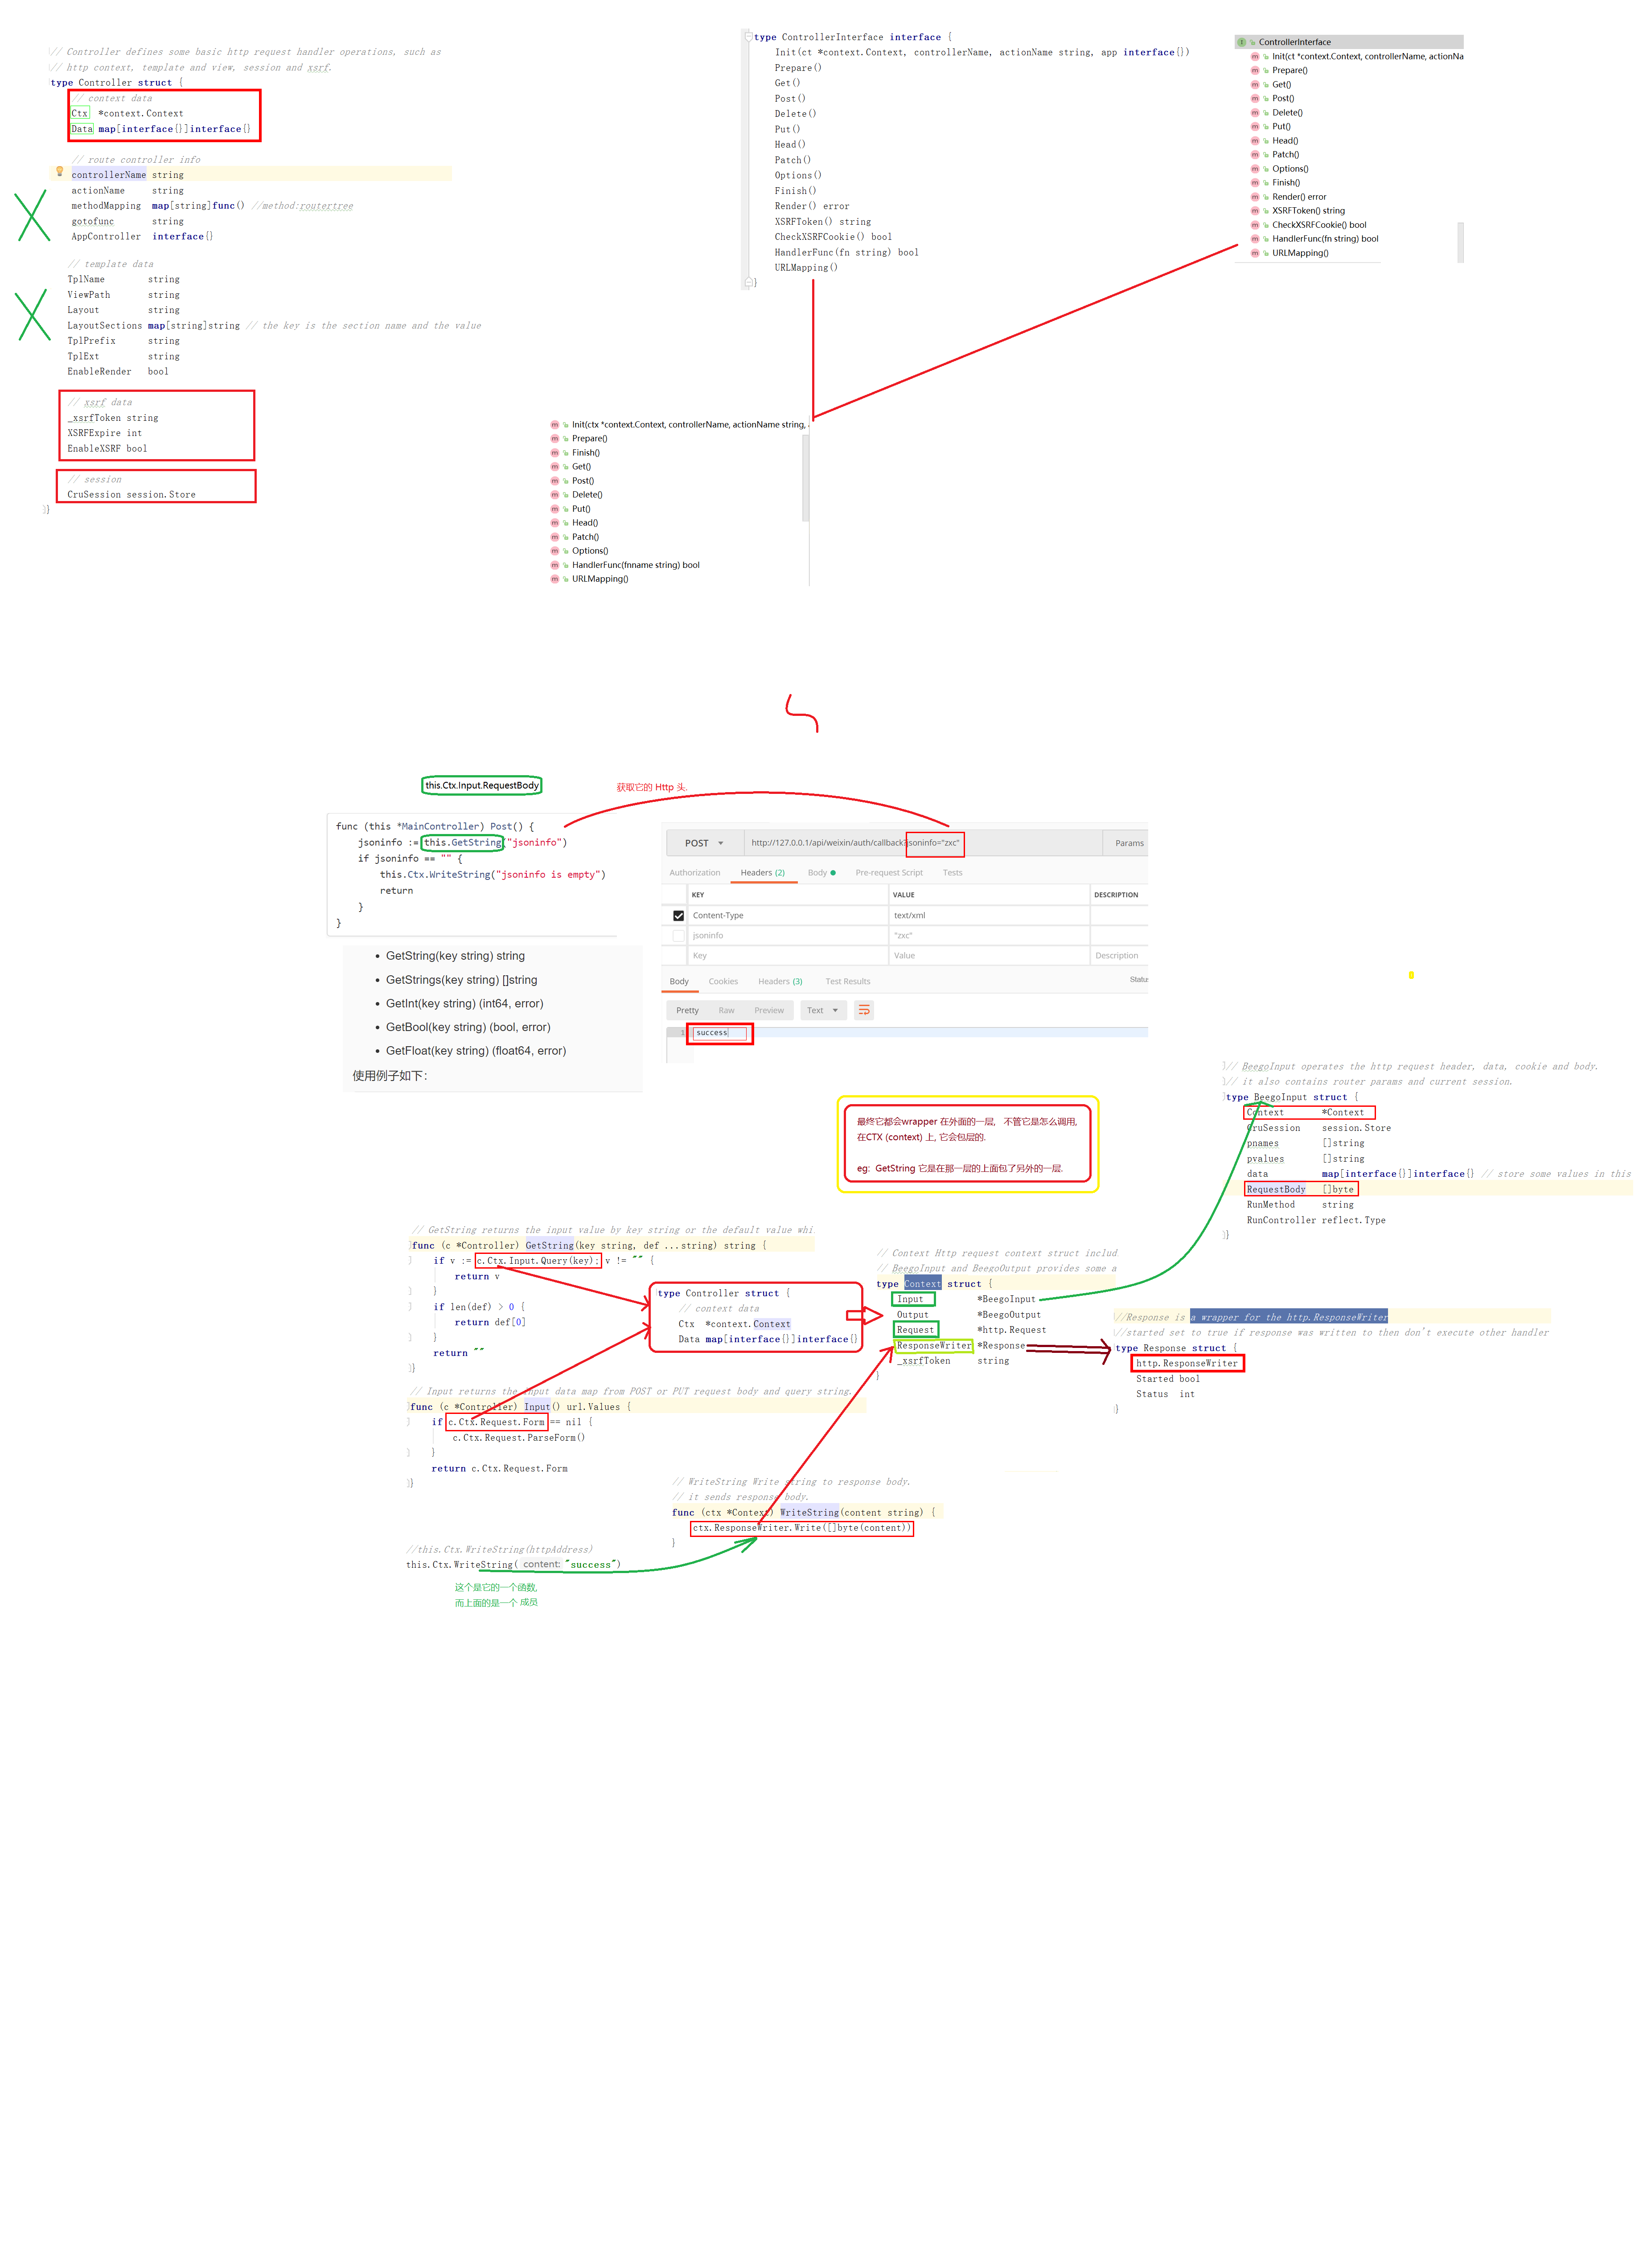 // Controller defines some basic http request handler operations, such as
// http context, template and view, session and xsrf.
type Controller struct {
// context data
Ctx *context.Context
Data map[interface{}]interface{}
// route controller info
controllerName string
actionName string
methodMapping map[string]func() //method:routertree
gotofunc string
AppController interface{}
// template data
TplName string
ViewPath string
Layout string
LayoutSections map[string]string // the key is the section name and the value
TplPrefix string
TplExt string
EnableRender bool
// xsrf data
_xsrfToken string
XSRFExpire int
EnableXSRF bool
// session
CruSession session.Store
}
type ControllerInterface interface {
Init(ct *context.Context, controllerName, actionName string, app interface{})
Prepare()
Get()
Post()
Delete()
Put()
Head()
Patch()
Options()
Finish()
Render() error
XSRFToken() string
CheckXSRFCookie() bool
HandlerFunc(fn string) bool
URLMapping()
}
ControllerInterface
Init(ct *context.Context, controllerName, actionNa
Prepare()
Get()
Post()
Delete()
Put()
Head()
Patch()
Options()
Finish()
Render() error
XSRFToken() string
CheckXSRFCookie() bool
HandlerFunc(fn string) bool
URLMapping()
Init(ctx *context.Context, controllerName, actionName string,
Prepare()
Finish()
Get()
Post()
Delete()
Put()
Head()
Patch()
Options()
HandlerFunc(fnname string) bool
URLMapping()
this.Ctx.Input.RequestBody
获取它的 Http 头.
func (this *MainController) Post() {
jsoninfo := this.GetString("jsoninfo")
if jsoninfo == "" {
this.Ctx.WriteString("jsoninfo is empty")
return
}
}
• GetString(key string) string
• GetStrings(key string) []string
• GetInt(key string) (int64, error)
• GetBool(key string) (bool, error)
• GetFloat(key string) (float64, error)
使用例子如下：
POST http://127.0.0.1/api/weixin/auth/callback?jsoninfo="zxc" Params
Authorization Headers (2) Body Pre-request Script Tests
KEY VALUE DESCRIPTION
Content-Type text/xml
jsoninfo "zxc"
Key Value Description
Body Cookies Headers (3) Test Results Status
Pretty Raw Preview Text
1 success
最终它都会wrapper 在外面的一层, 不管它是怎么调用,
在CTX (context) 上, 它会包层的.
eg: GetString 它是在那一层的上面包了另外的一层.
// BeegoInput operates the http request header, data, cookie and body.
// it also contains router params and current session.
type BeegoInput struct {
Context *Context
CruSession session.Store
pnames []string
pvalues []string
data map[interface{}]interface{} // store some values in this
RequestBody []byte
RunMethod string
RunController reflect.Type
}
// GetString returns the input value by key string or the default value whi
func (c *Controller) GetString(key string, def ...string) string {
if v := c.Ctx.Input.Query(key); v != "" {
return v
}
if len(def) > 0 {
return def[0]
}
return ""
}
type Controller struct {
// context data
Ctx *context.Context
Data map[interface{}]interface{}
// Context Http request context struct includ
// BeegoInput and BeegoOutput provides some a
type Context struct {
Input *BeegoInput
Output *BeegoOutput
Request *http.Request
ResponseWriter *Response
_xsrfToken string
}
//Response is a wrapper for the http.ResponseWriter
//started set to true if response was written to then don't execute other handler
type Response struct {
http.ResponseWriter
Started bool
Status int
}
// Input returns the input data map from POST or PUT request body and query string.
func (c *Controller) Input() url.Values {
if c.Ctx.Request.Form == nil {
c.Ctx.Request.ParseForm()
}
return c.Ctx.Request.Form
}
// WriteString Write string to response body.
// it sends response body.
func (ctx *Context) WriteString(content string) {
ctx.ResponseWriter.Write([]byte(content))
}
//this.Ctx.WriteString(httpAddress)
this.Ctx.WriteString( content: "success")
这个是它的一个函数,
而上面的是一个 成员